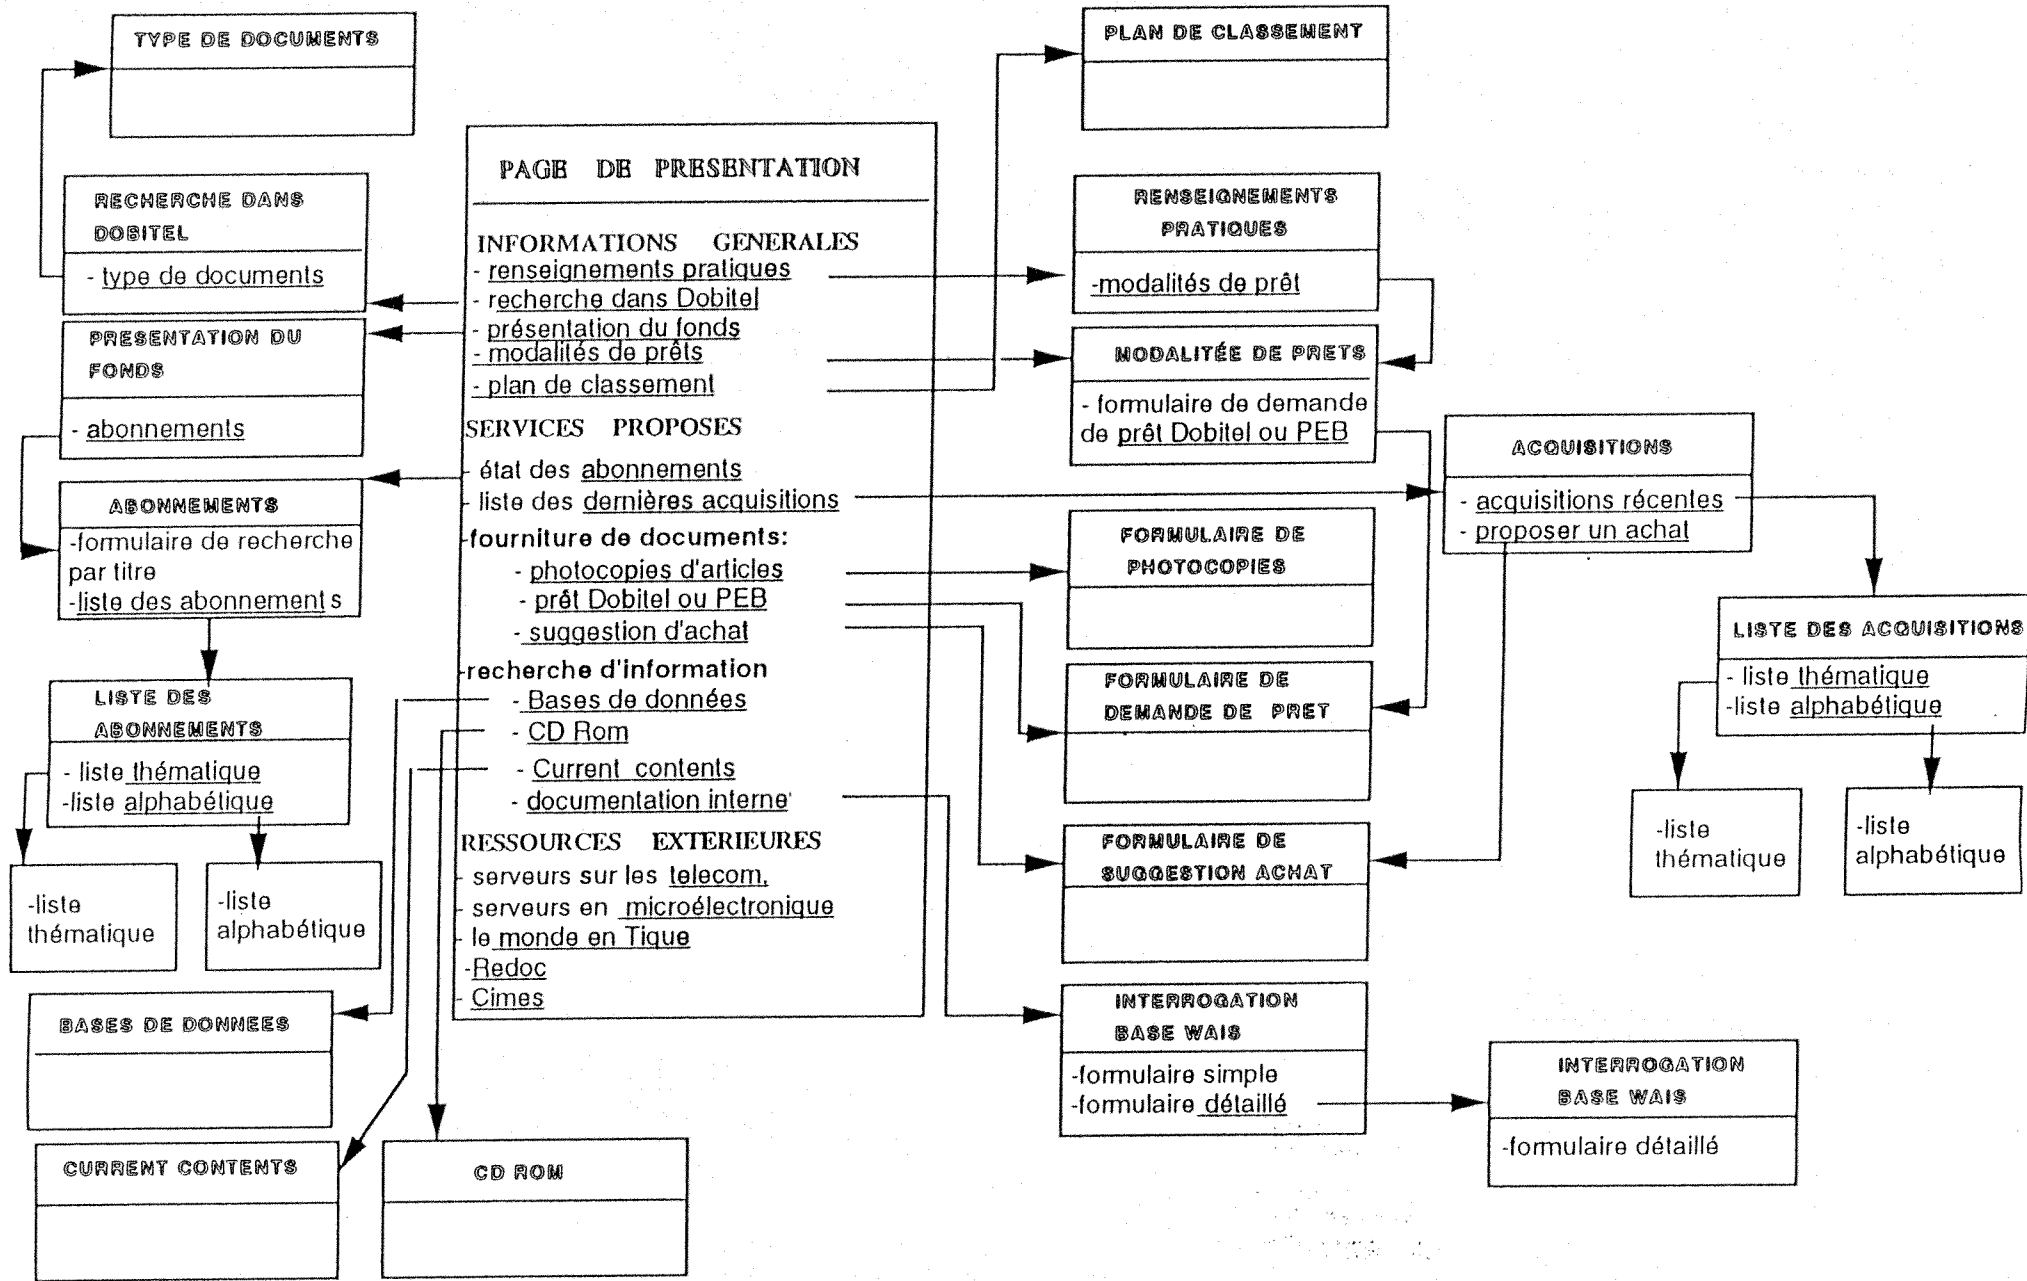 TYPE DE DOCUMENTS
RECHERCHE DANS
DOBITEL
- type de documents
PRESENTATION DU
FONDS
- abonnements
ABONNEMENTS
-formulaire de recherche
par titre
-liste des abonnements
LISTE DES
ABONNEMENTS
- liste thématique
-liste alphabétique
-liste
thématique
-liste
alphabétique
BASES DE DONNEES
CURRENT CONTENTS
CD ROM
PAGE DE PRESENTATION
INFORMATIONS GENERALES
- renseignements pratiques
- recherche dans Dobitel
- présentation du fonds
- modalités de prêts
- plan de classement
SERVICES PROPOSES
- état des abonnements
- liste des dernières acquisitions
-fourniture de documents:
- photocopies d'articles
- prêt Dobitel ou PEB
- suggestion d'achat
-recherche d'information
- Bases de données
- CD Rom
- Current contents
- documentation interne
RESSOURCES EXTERIEURES
- serveurs sur les telecom,
- serveurs en microélectronique
- le monde en Tique
-Redoc
- Cimes
PLAN DE CLASSEMENT
RENSEIGNEMENTS
PRATIQUES
-modalités de prêt
MODALITÉE DE PRETS
- formulaire de demande
de prêt Dobitel ou PEB
FORMULAIRE DE
PHOTOCOPIES
FORMULAIRE DE
DEMANDE DE PRET
FORMULAIRE DE
SUGGESTION ACHAT
INTERROGATION
BASE WAIS
-formulaire simple
-formulaire détaillé
ACQUISITIONS
- acquisitions récentes
- proposer un achat
LISTE DES ACQUISITIONS
- liste thématique
-liste alphabétique
-liste
thématique
-liste
alphabétique
INTERROGATION
BASE WAIS
-formulaire détaillé